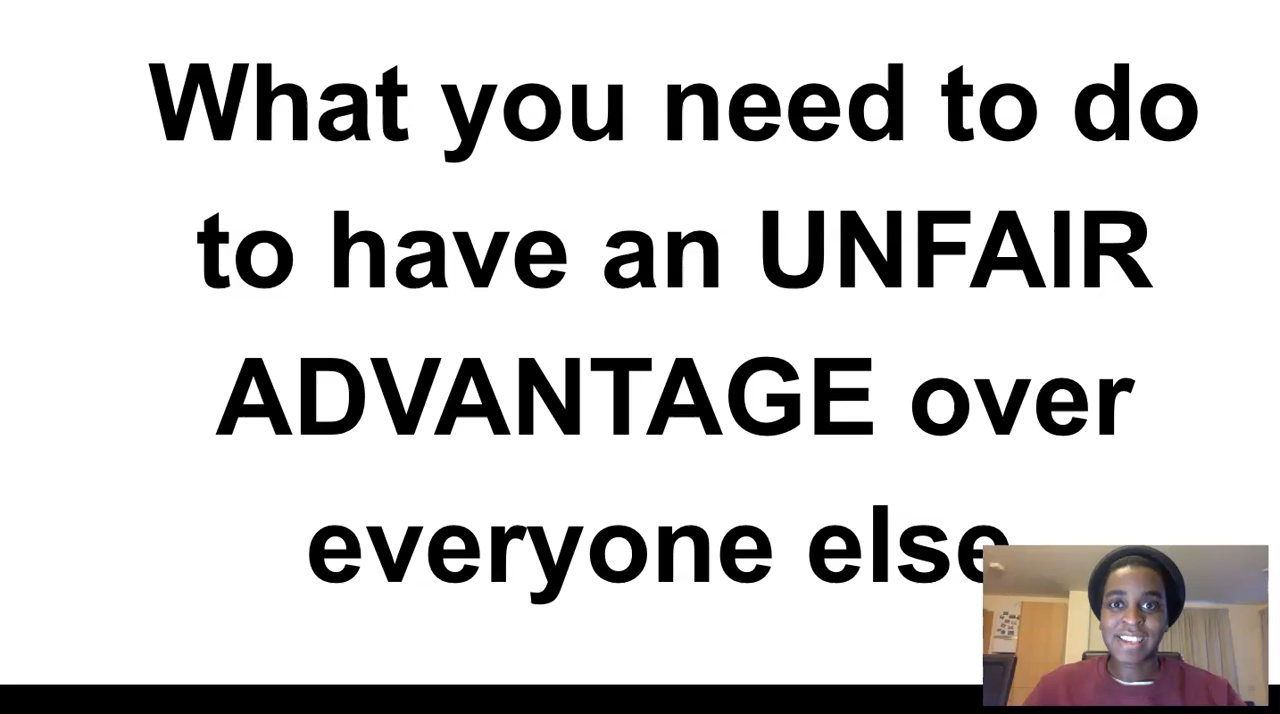 What you need to do
to have an UNFAIR
ADVANTAGE over
everyone else